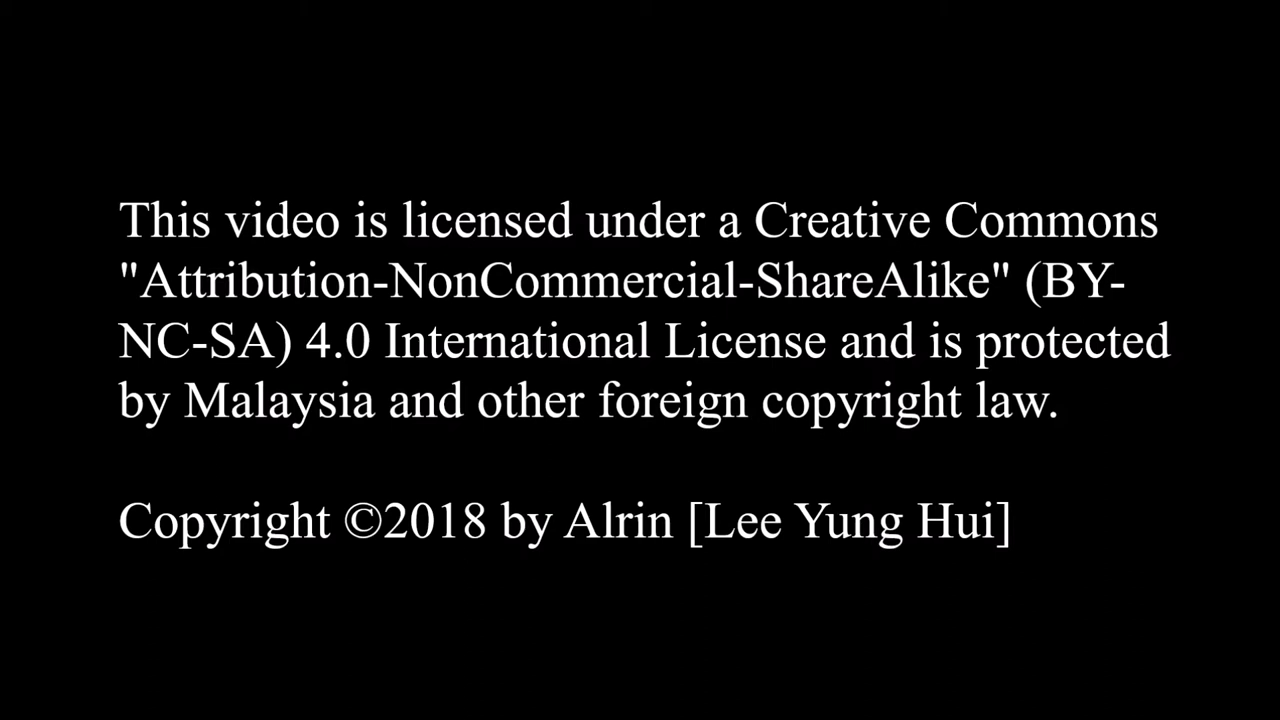 This video is licensed under a Creative Commons
"Attribution-NonCommercial-ShareAlike" (BY-
NC-SA) 4.0 International License and is protected
by Malaysia and other foreign copyright law.
Copyright ©2018 by Alrin [Lee Yung Hui]